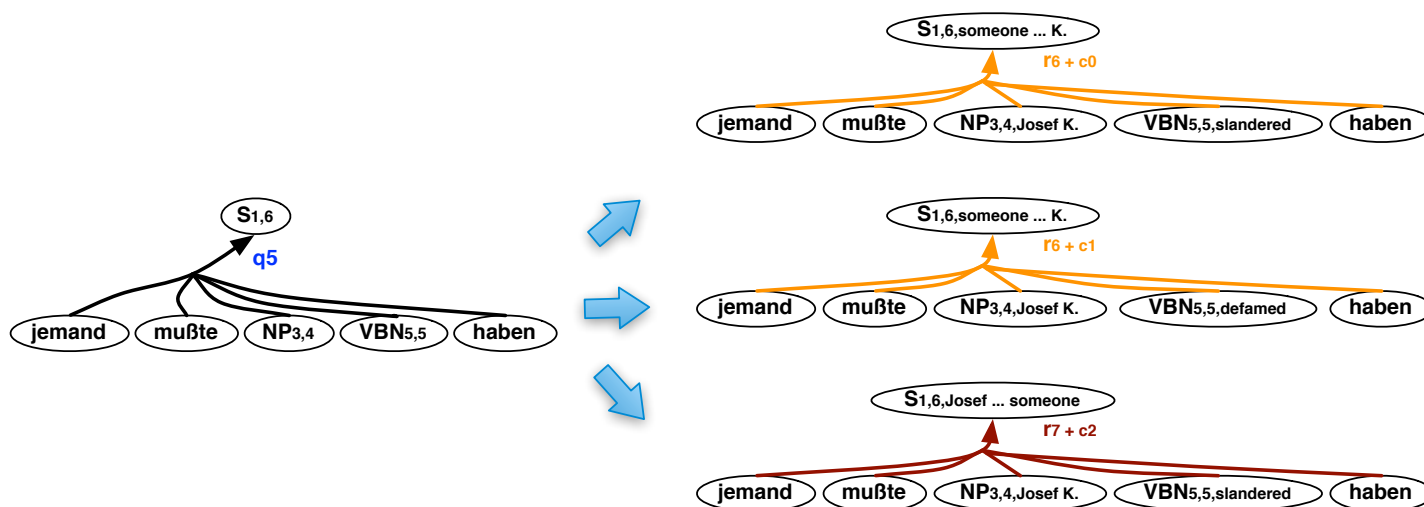 S1,6
q5
jemand mußte NP3,4 VBN5,5 haben
S1,6,someone ... K.
r6 + c0
jemand mußte NP3,4,Josef K. VBN5,5,slandered haben
S1,6,someone ... K.
r6 + c1
jemand mußte NP3,4,Josef K. VBN5,5,defamed haben
S1,6,Josef ... someone
r7 + c2
jemand mußte NP3,4,Josef K. VBN5,5,slandered haben